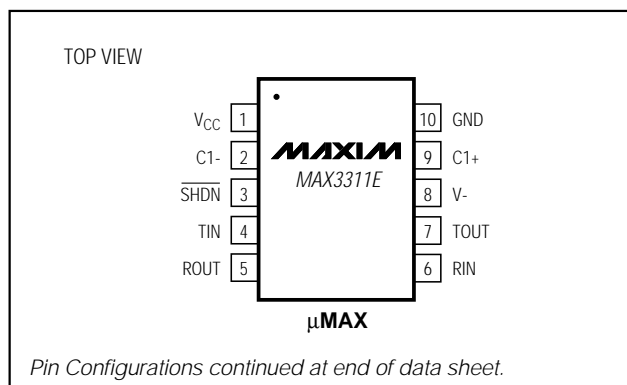 TOP VIEW
VCC 1
C1- 2
SHDN 3
TIN 4
ROUT 5
10 GND
9 C1+
8 V-
7 TOUT
6 RIN
MAXIM
MAX3311E
µMAX
Pin Configurations continued at end of data sheet.